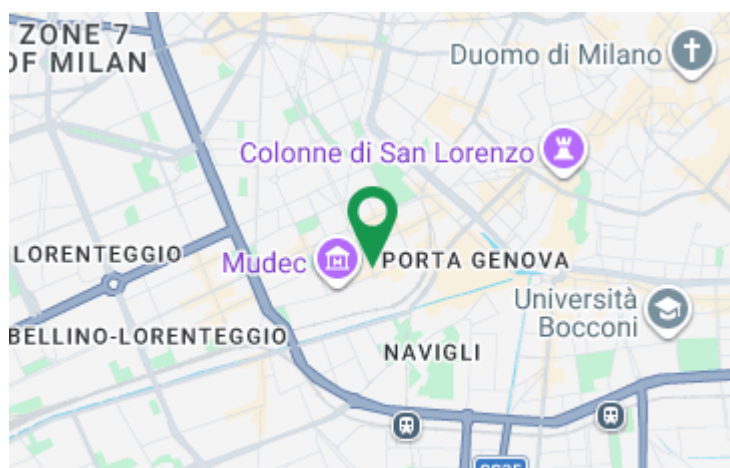 ZONE 7
OF MILAN
Duomo di Milano
Colonne di San Lorenzo
LORENTEGGIO
Mudec
PORTA GENOVA
Università
Bocconi
BELLINO-LORENTEGGIO
NAVIGLI